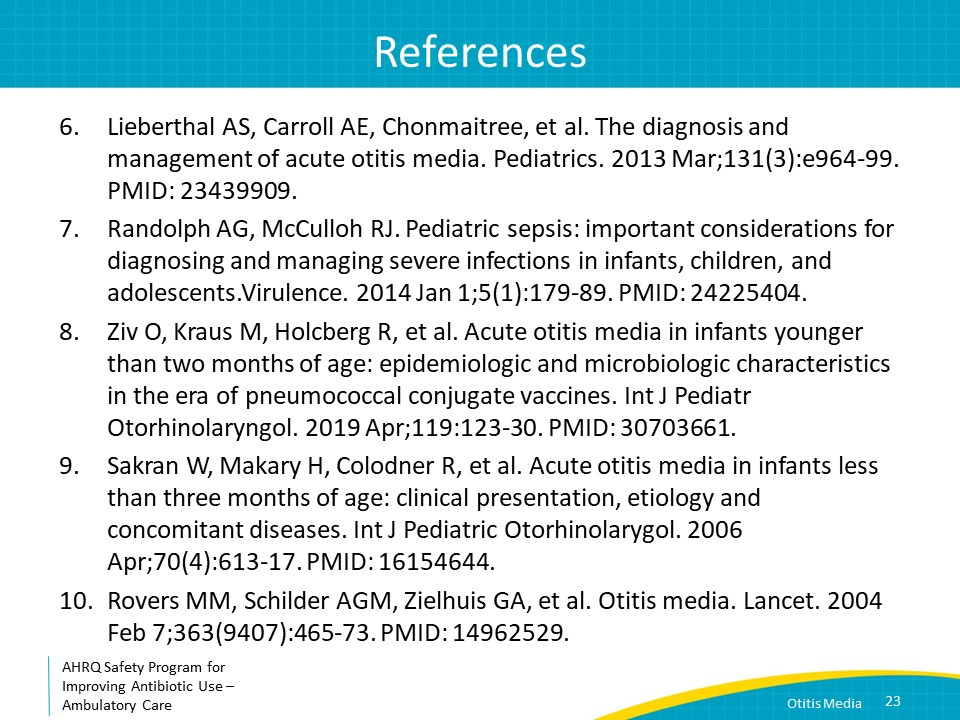 References
6. Lieberthal AS, Carroll AE, Chonmaitree, et al. The diagnosis and
management of acute otitis media. Pediatrics. 2013 Mar;131(3):e964-99.
PMID: 23439909.
7. Randolph AG, McCulloh RJ. Pediatric sepsis: important considerations for
diagnosing and managing severe infections in infants, children, and
adolescents.Virulence. 2014 Jan 1;5(1):179-89. PMID: 24225404.
8. Ziv O, Kraus M, Holcberg R, et al. Acute otitis media in infants younger
than two months of age: epidemiologic and microbiologic characteristics
in the era of pneumococcal conjugate vaccines. Int J Pediatr
Otorhinolaryngol. 2019 Apr;119:123-30. PMID: 30703661.
9. Sakran W, Makary H, Colodner R, et al. Acute otitis media in infants less
than three months of age: clinical presentation, etiology and
concomitant diseases. Int J Pediatric Otorhinolarygol. 2006
Apr;70(4):613-17. PMID: 16154644.
10. Rovers MM, Schilder AGM, Zielhuis GA, et al. Otitis media. Lancet. 2004
Feb 7;363(9407):465-73. PMID: 14962529.
AHRQ Safety Program for
Improving Antibiotic Use –
Ambulatory Care
Otitis Media 23